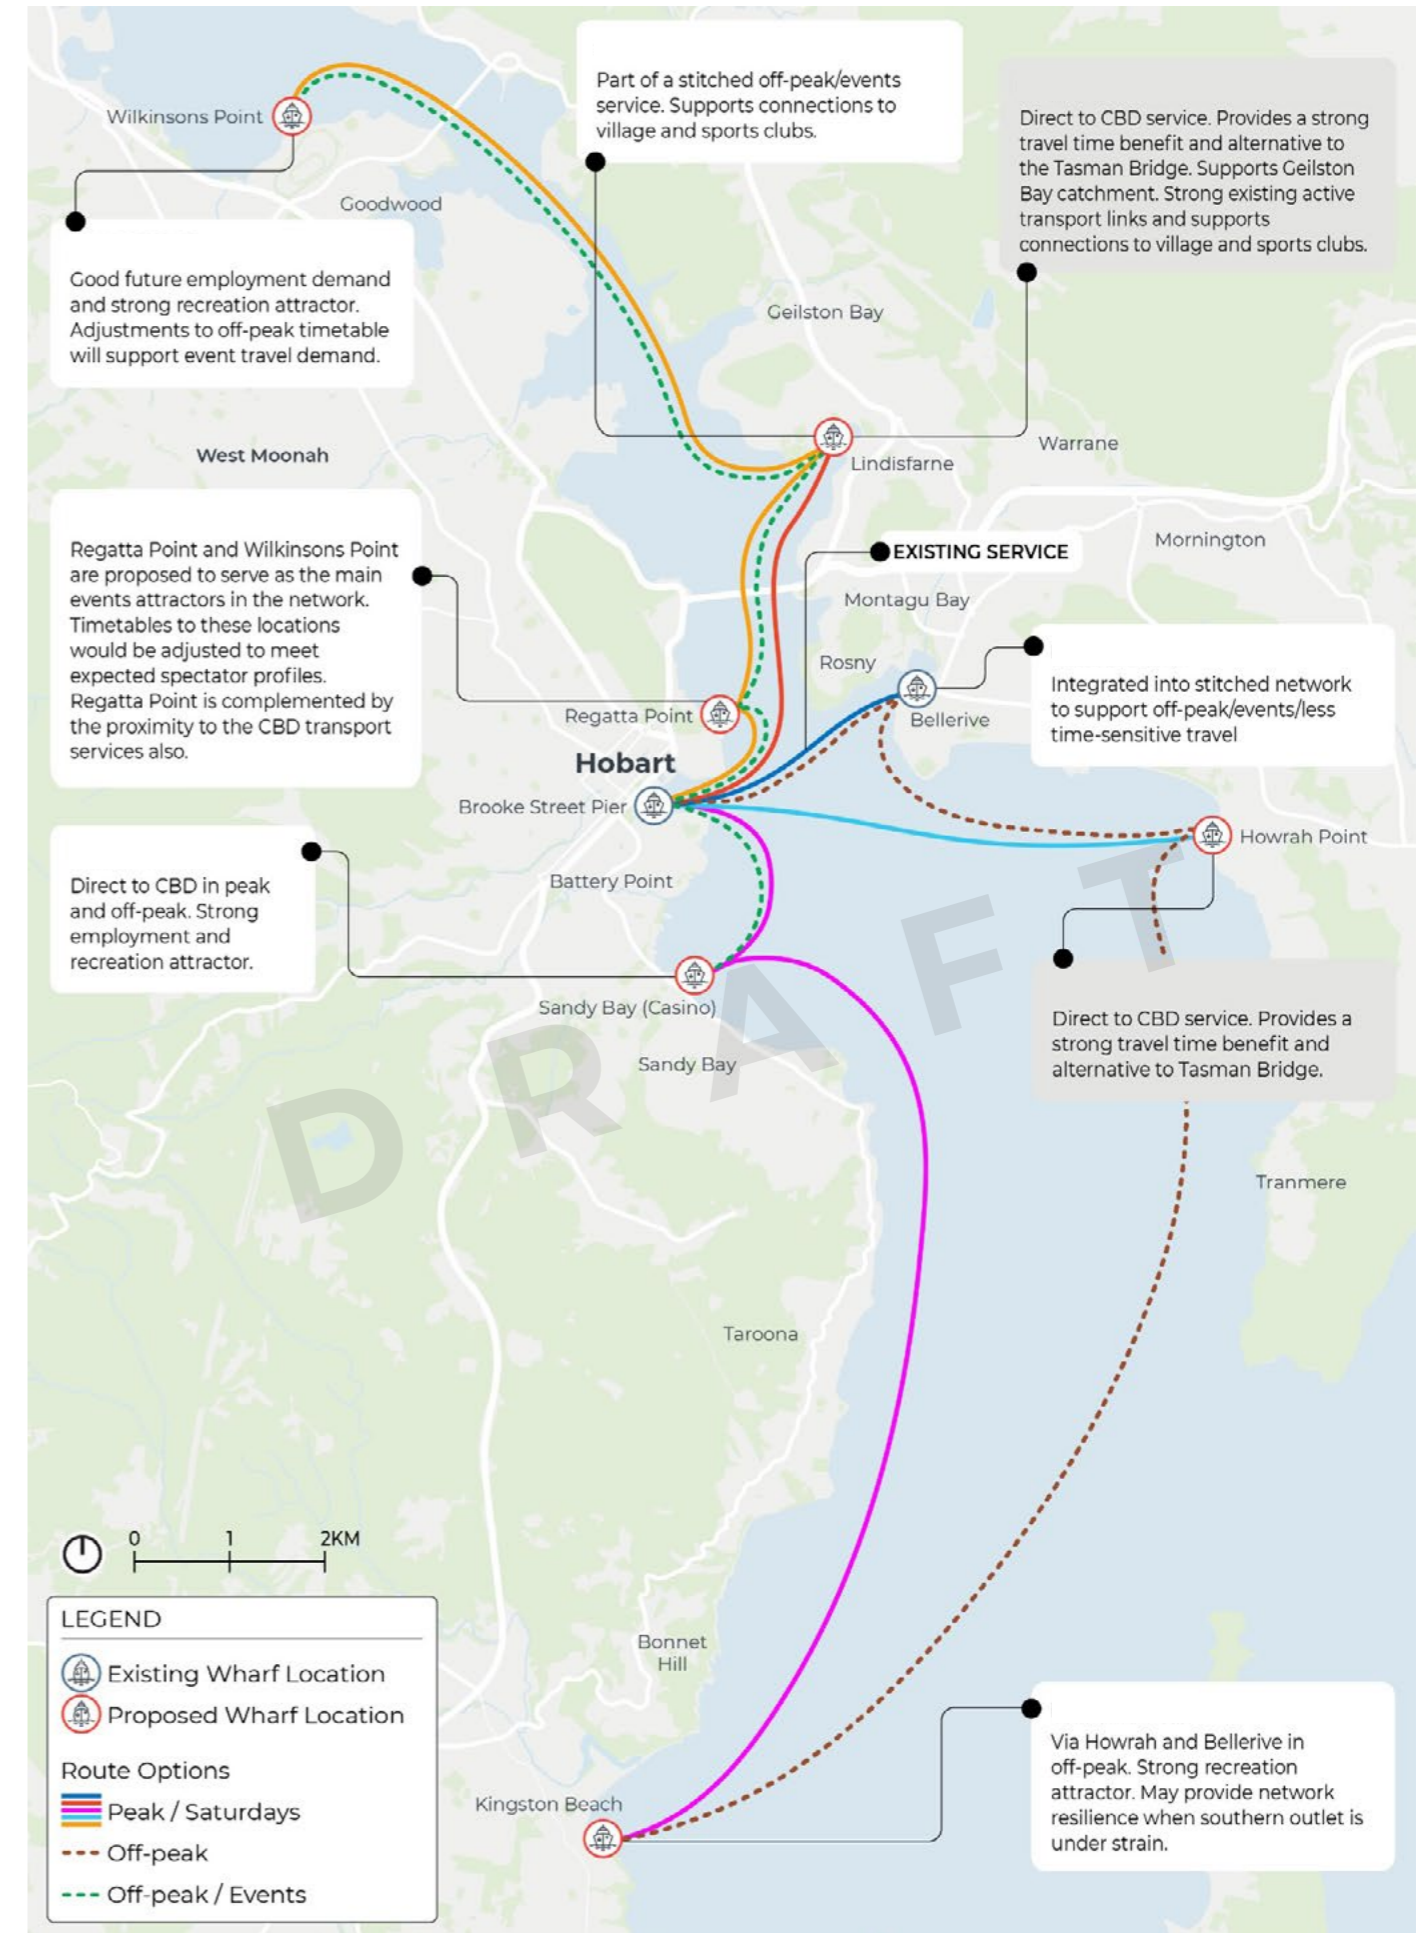 Part of a stitched off-peak/events
service. Supports connections to
village and sports clubs.
Direct to CBD service. Provides a strong
travel time benefit and alternative to
the Tasman Bridge. Supports Geilston
Bay catchment. Strong existing active
transport links and supports
connections to village and sports clubs.
Wilkinsons Point
Goodwood
Good future employment demand
and strong recreation attractor.
Adjustments to off-peak timetable
will support event travel demand.
Geilston Bay
West Moonah
Warrane
Lindisfarne
Regatta Point and Wilkinsons Point
are proposed to serve as the main
events attractors in the network.
Timetables to these locations
would be adjusted to meet
expected spectator profiles.
Regatta Point is complemented by
the proximity to the CBD transport
services also.
EXISTING SERVICE
Mornington
Montagu Bay
Rosny
Integrated into stitched network
to support off-peak/events/less
time-sensitive travel
Regatta Point
Bellerive
Hobart
Brooke Street Pier
Howrah Point
Battery Point
Direct to CBD in peak
and off-peak. Strong
employment and
recreation attractor.
Sandy Bay (Casino)
Sandy Bay
Direct to CBD service. Provides a
strong travel time benefit and
alternative to Tasman Bridge.
DRAFT
Tranmere
Taroona
0 1 2KM
LEGEND
Existing Wharf Location
Proposed Wharf Location
Route Options
Peak / Saturdays
Off-peak
Off-peak / Events
Bonnet
Hill
Kingston Beach
Via Howrah and Bellerive in
off-peak. Strong recreation
attractor. May provide network
resilience when southern outlet is
under strain.